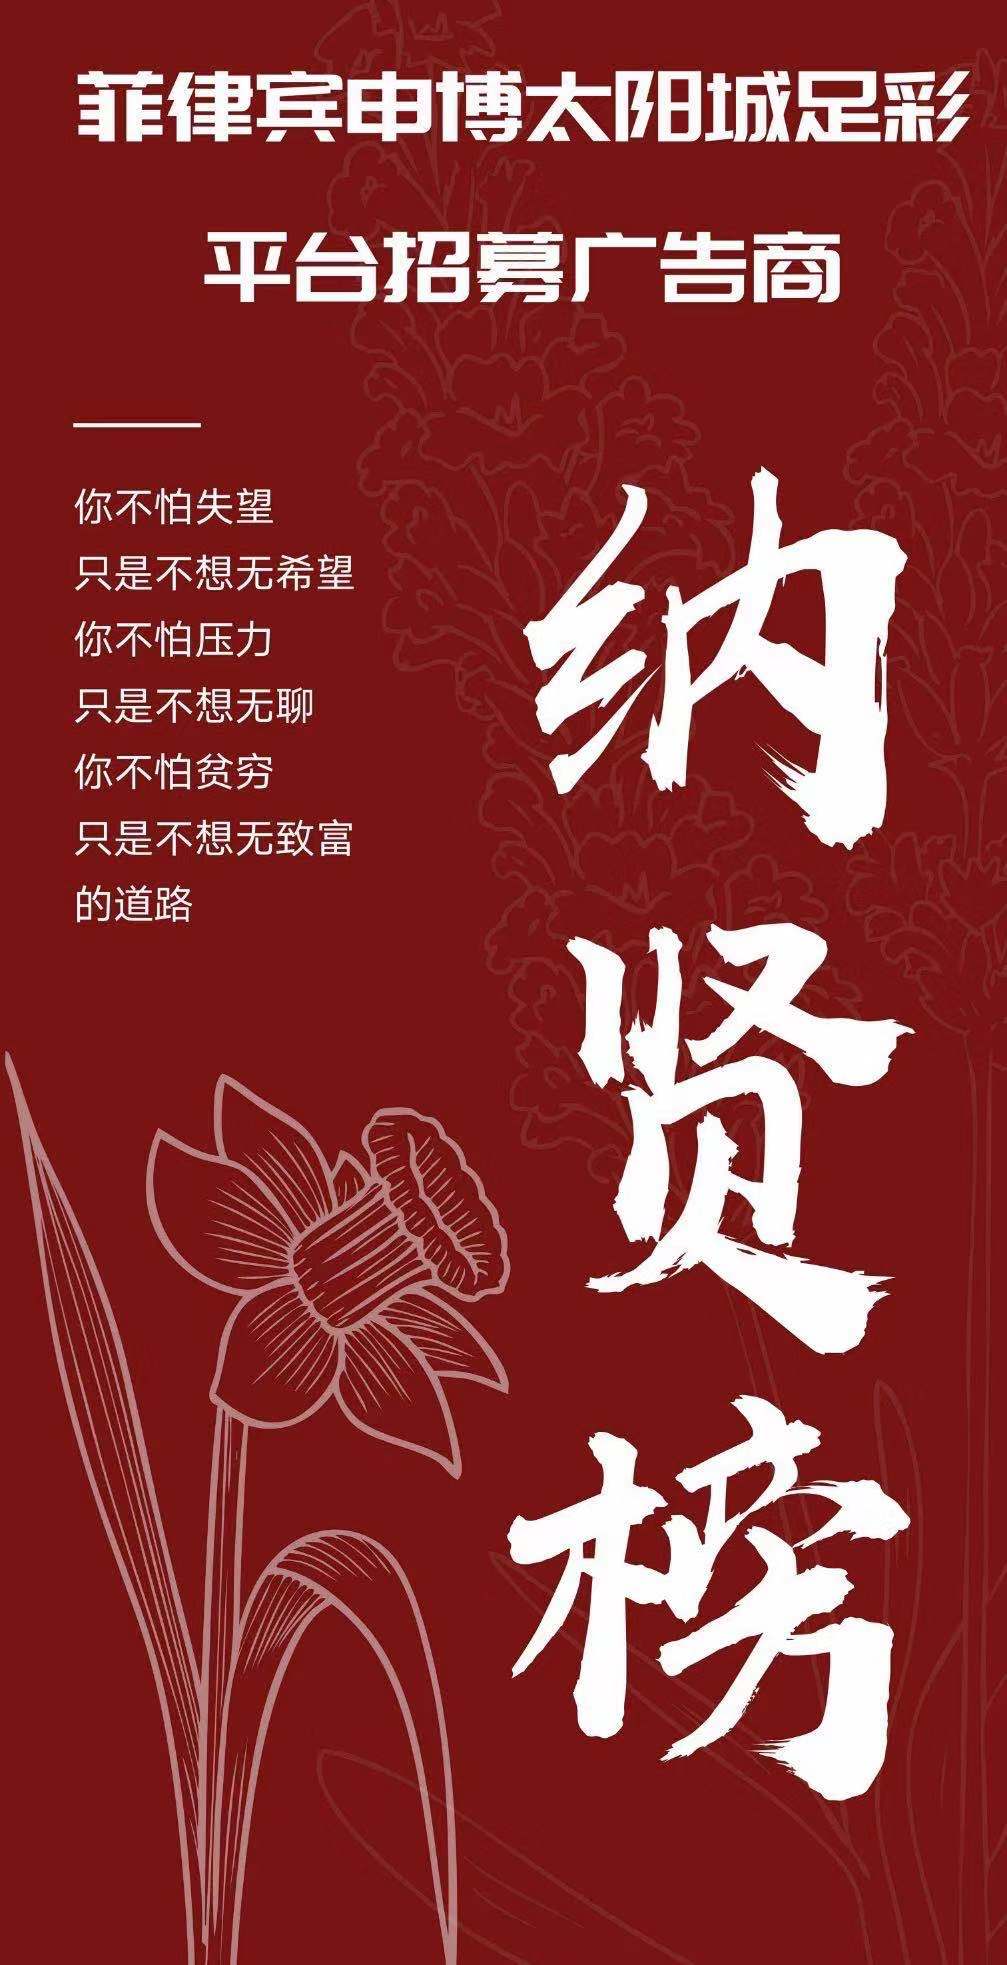 菲律宾申博太阳城足彩
平台招募广告商
你不怕失望
只是不想无希望
你不怕压力
只是不想无聊
你不怕贫穷
只是不想无致富
的道路
纳贤榜